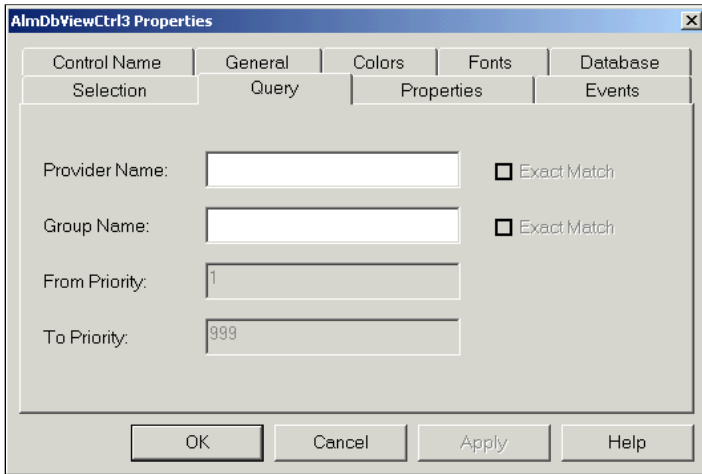 AlmDbViewCtrl3 Properties
Control Name General Colors Fonts Database
Selection Query Properties Events
Provider Name: Exact Match
Group Name: Exact Match
From Priority: 1
To Priority: 999
OK Cancel Apply Help